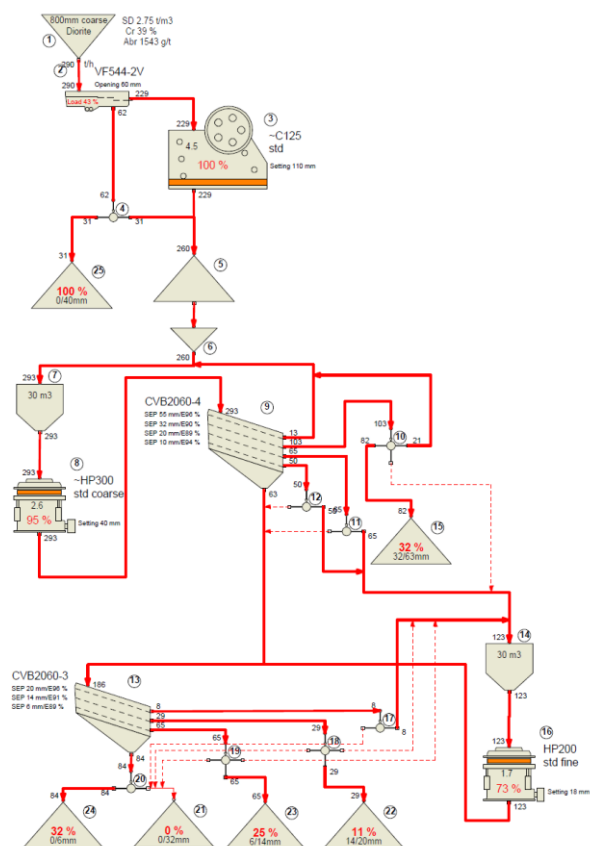 800mm coarse
Diorite
SD 2.75 t/m3
Cr 39 %
Abr 1543 g/t
1
2
290
t/h
VF544-2V
Opening 60 mm
290
Load 43 %
229
62
3
229
~C125
std
4.5
100 %
Setting 110 mm
62
4
229
31
31
260
31
25
100 %
0/40mm
5
6
260
293
7
30 m3
293
CVB2060-4
SEP 55 mm/E96 %
SEP 32 mm/E90 %
SEP 20 mm/E89 %
SEP 10 mm/E94 %
293
9
13
103
65
50
103
82
10
21
293
8
~HP300
std coarse
2.6
95 %
Setting 40 mm
293
63
50
12
50
65
11
65
82
15
32 %
32/63mm
123
14
30 m3
123
CVB2060-3
SEP 20 mm/E96 %
SEP 14 mm/E91 %
SEP 6 mm/E89 %
186
13
8
29
65
8
17
8
123
16
HP200
std fine
1.7
73 %
Setting 18 mm
123
65
19
29
18
84
84
20
65
29
84
24
32 %
0/6mm
21
0 %
0/32mm
65
23
25 %
6/14mm
29
22
11 %
14/20mm